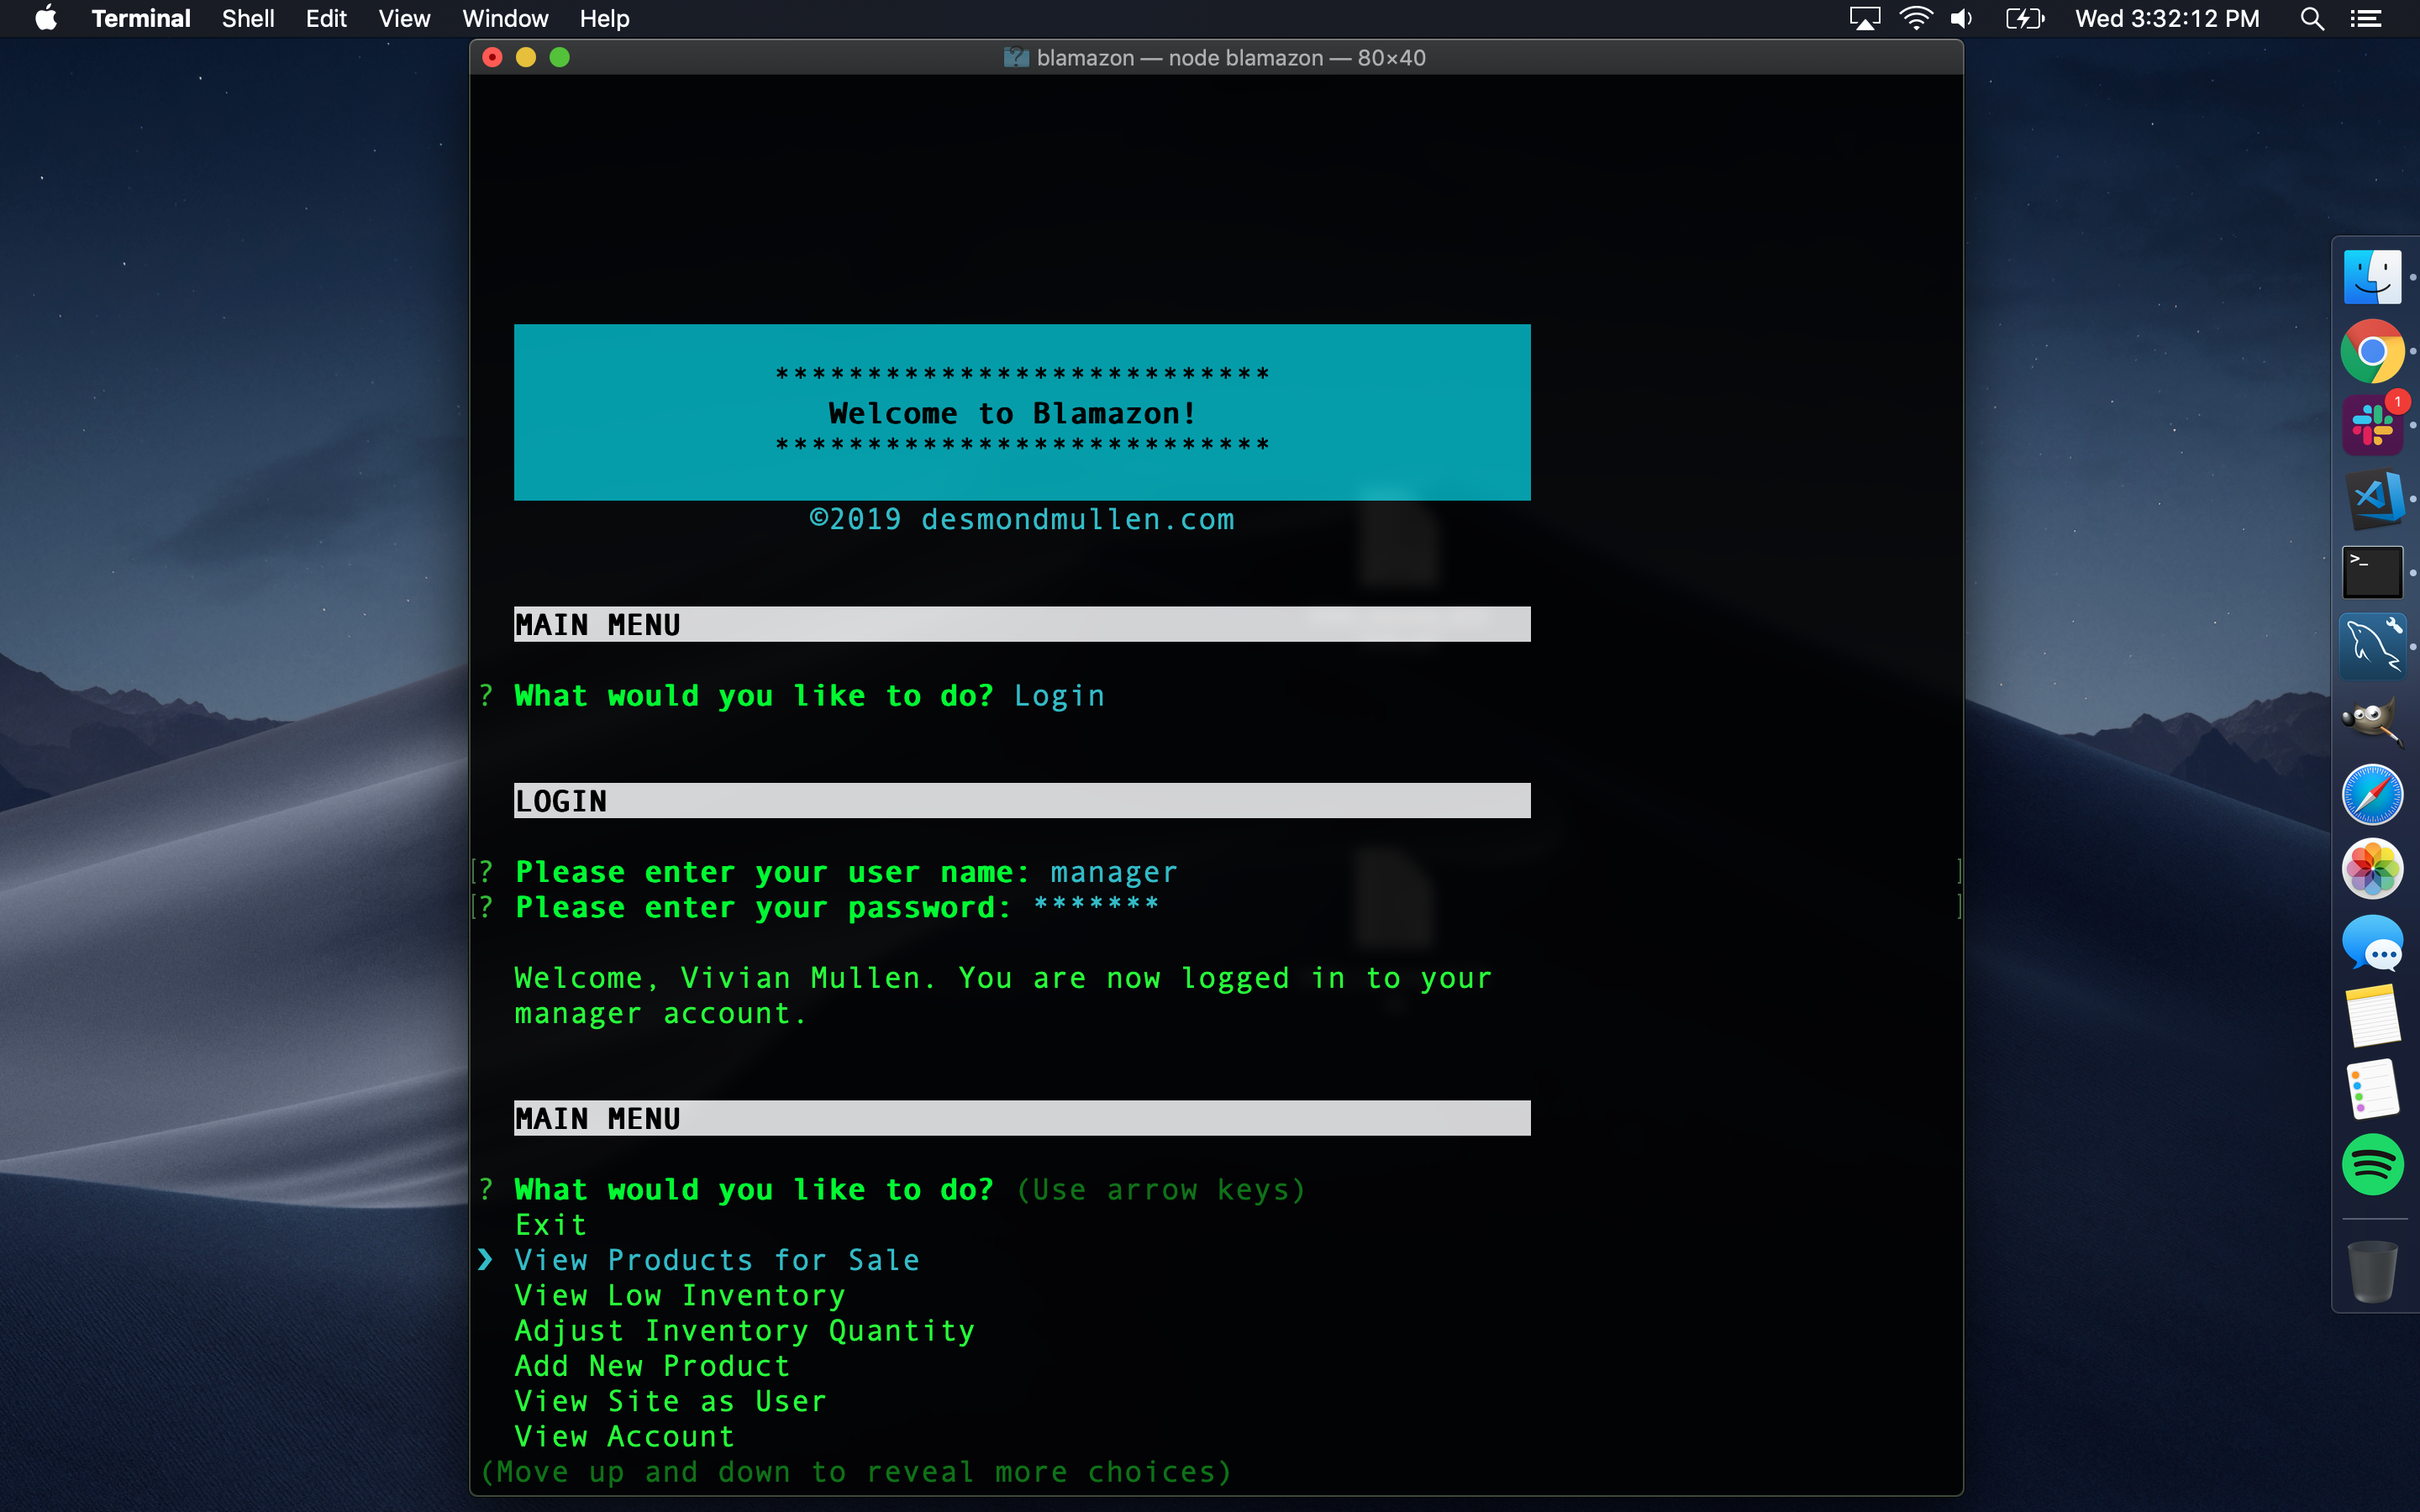 Terminal Shell Edit View Window Help Wed 3:32:12 PM
blamazon — node blamazon — 80×40
***************************
Welcome to Blamazon!
***************************
©2019 desmondmullen.com
MAIN MENU
? What would you like to do? Login
LOGIN
[? Please enter your user name: manager ]
[? Please enter your password: ******* ]
Welcome, Vivian Mullen. You are now logged in to your
manager account.
MAIN MENU
? What would you like to do? (Use arrow keys)
Exit
❯ View Products for Sale
View Low Inventory
Adjust Inventory Quantity
Add New Product
View Site as User
View Account
(Move up and down to reveal more choices)
1
>_